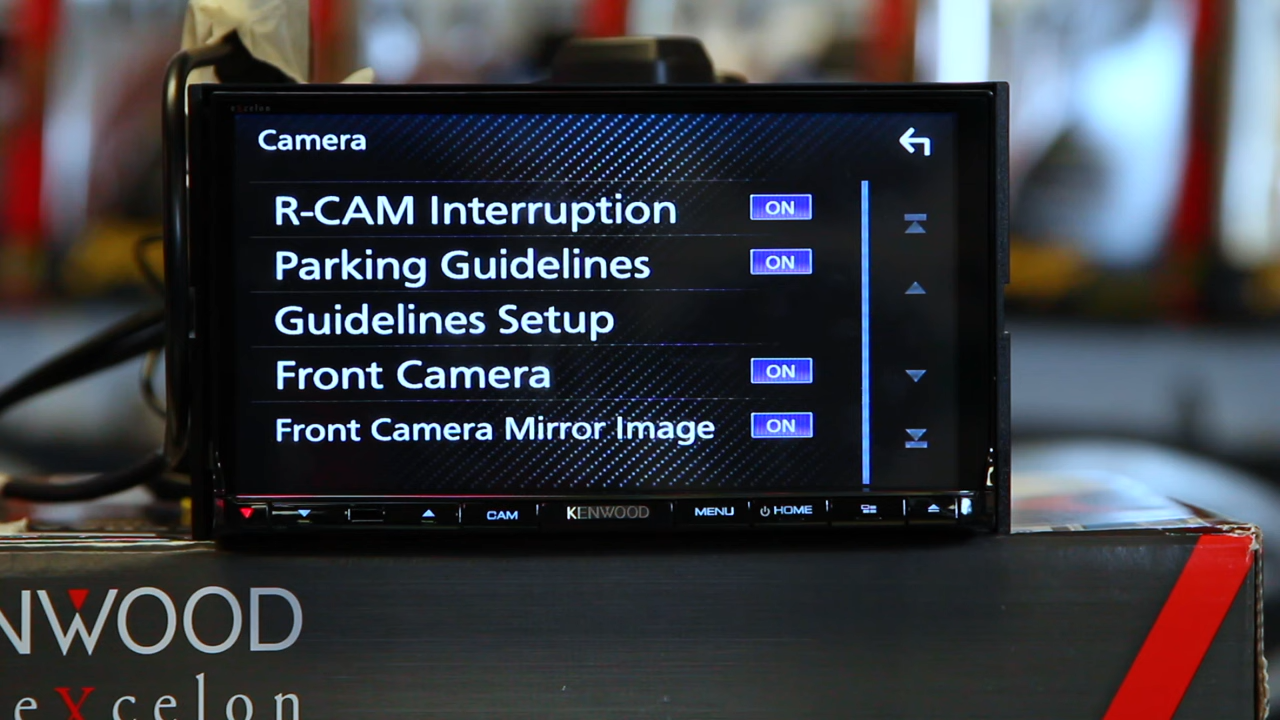 excelon
Camera
R-CAM Interruption ON
Parking Guidelines ON
Guidelines Setup
Front Camera ON
Front Camera Mirror Image ON
CAM KENWOOD MENU HOME
NWOOD
excelon